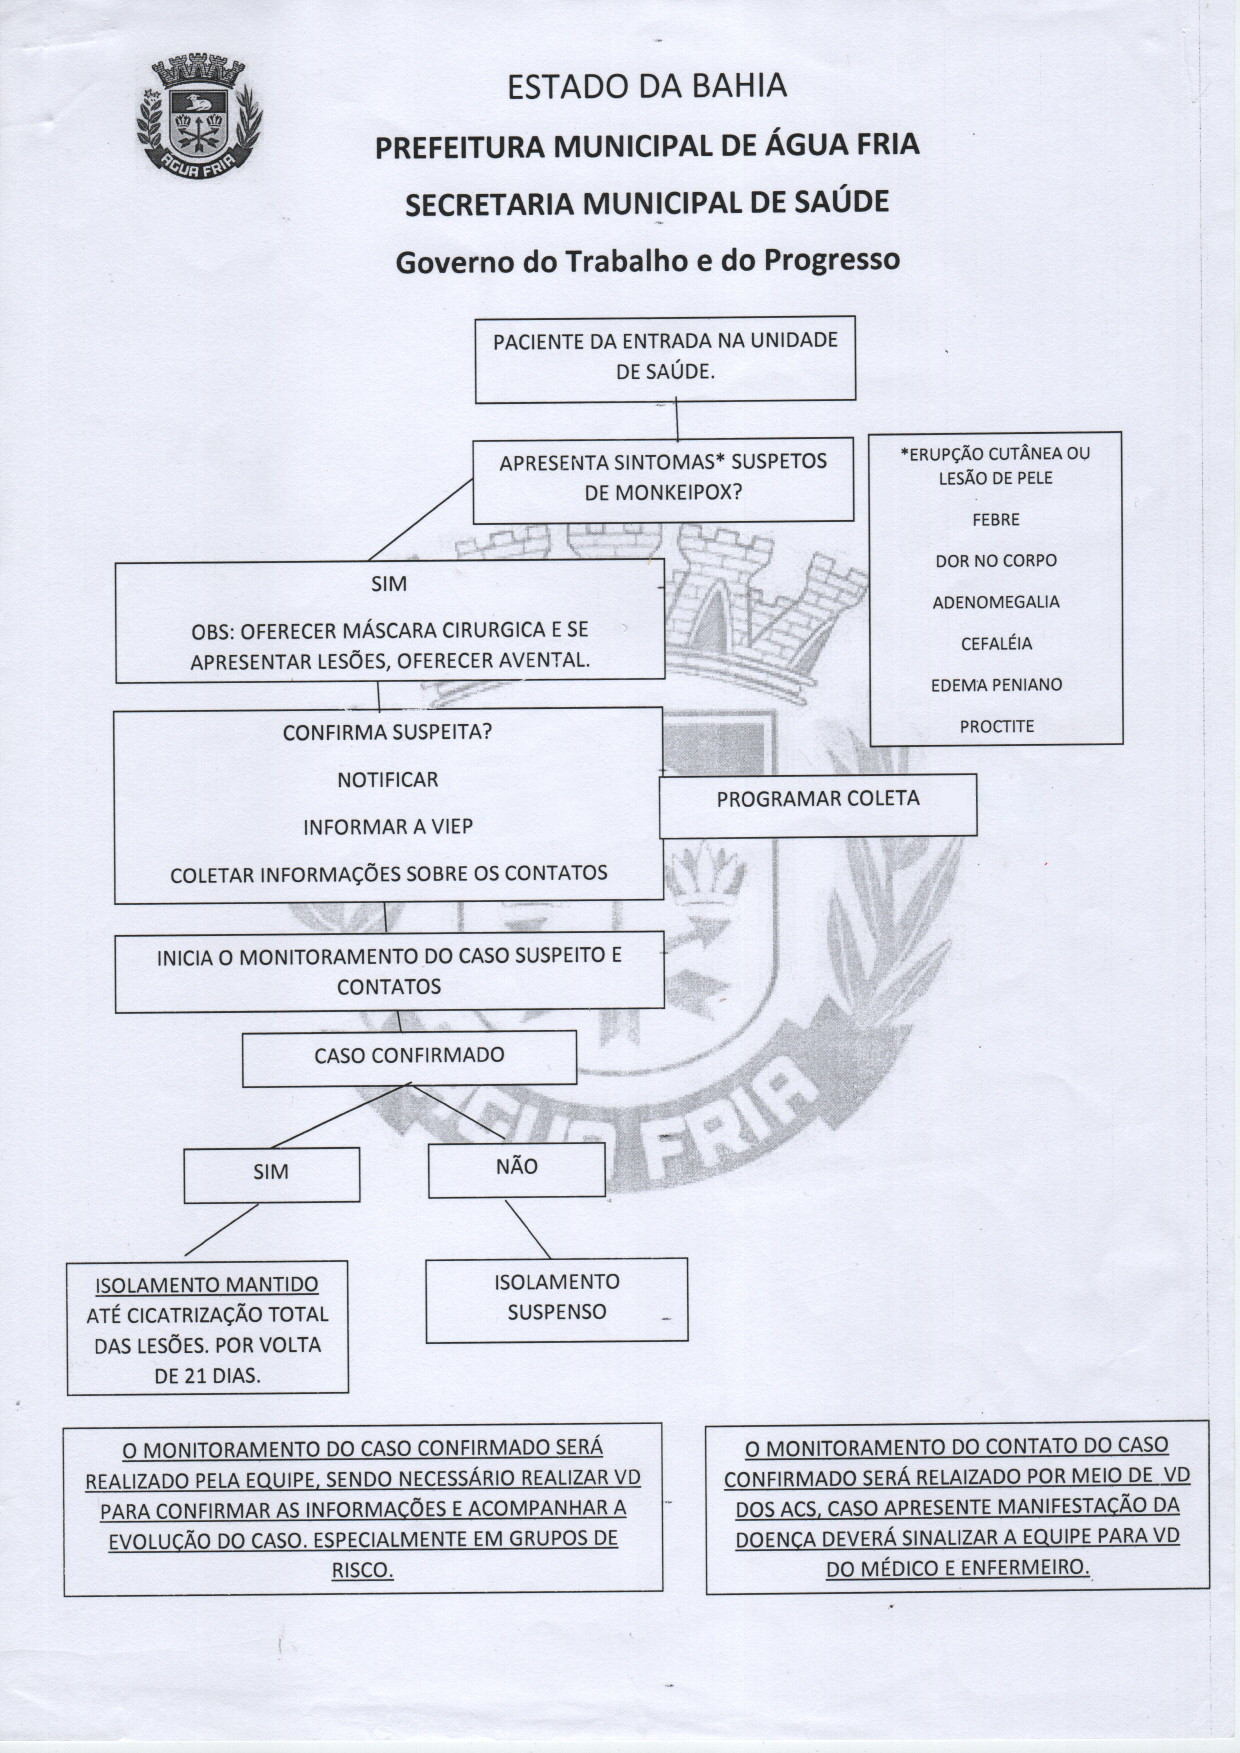 ESTADO DA BAHIA
PREFEITURA MUNICIPAL DE ÁGUA FRIA
SECRETARIA MUNICIPAL DE SAÚDE
Governo do Trabalho e do Progresso
ÁGUA FRIA
PACIENTE DA ENTRADA NA UNIDADE
DE SAÚDE.
APRESENTA SINTOMAS* SUSPETOS
DE MONKEIPOX?
*ERUPÇÃO CUTÂNEA OU
LESÃO DE PELE
FEBRE
DOR NO CORPO
ADENOMEGALIA
CEFALÉIA
EDEMA PENIANO
PROCTITE
SIM
OBS: OFERECER MÁSCARA CIRURGICA E SE
APRESENTAR LESÕES, OFERECER AVENTAL.
CONFIRMA SUSPEITA?
NOTIFICAR
INFORMAR A VIEP
COLETAR INFORMAÇÕES SOBRE OS CONTATOS
PROGRAMAR COLETA
INICIA O MONITORAMENTO DO CASO SUSPEITO E
CONTATOS
CASO CONFIRMADO
ÁGUA FRIA
SIM
NÃO
ISOLAMENTO MANTIDO
ATÉ CICATRIZAÇÃO TOTAL
DAS LESÕES. POR VOLTA
DE 21 DIAS.
ISOLAMENTO
SUSPENSO
O MONITORAMENTO DO CASO CONFIRMADO SERÁ
REALIZADO PELA EQUIPE, SENDO NECESSÁRIO REALIZAR VD
PARA CONFIRMAR AS INFORMAÇÕES E ACOMPANHAR A
EVOLUÇÃO DO CASO. ESPECIALMENTE EM GRUPOS DE
RISCO.
O MONITORAMENTO DO CONTATO DO CASO
CONFIRMADO SERÁ RELAIZADO POR MEIO DE VD
DOS ACS, CASO APRESENTE MANIFESTAÇÃO DA
DOENÇA DEVERÁ SINALIZAR A EQUIPE PARA VD
DO MÉDICO E ENFERMEIRO.